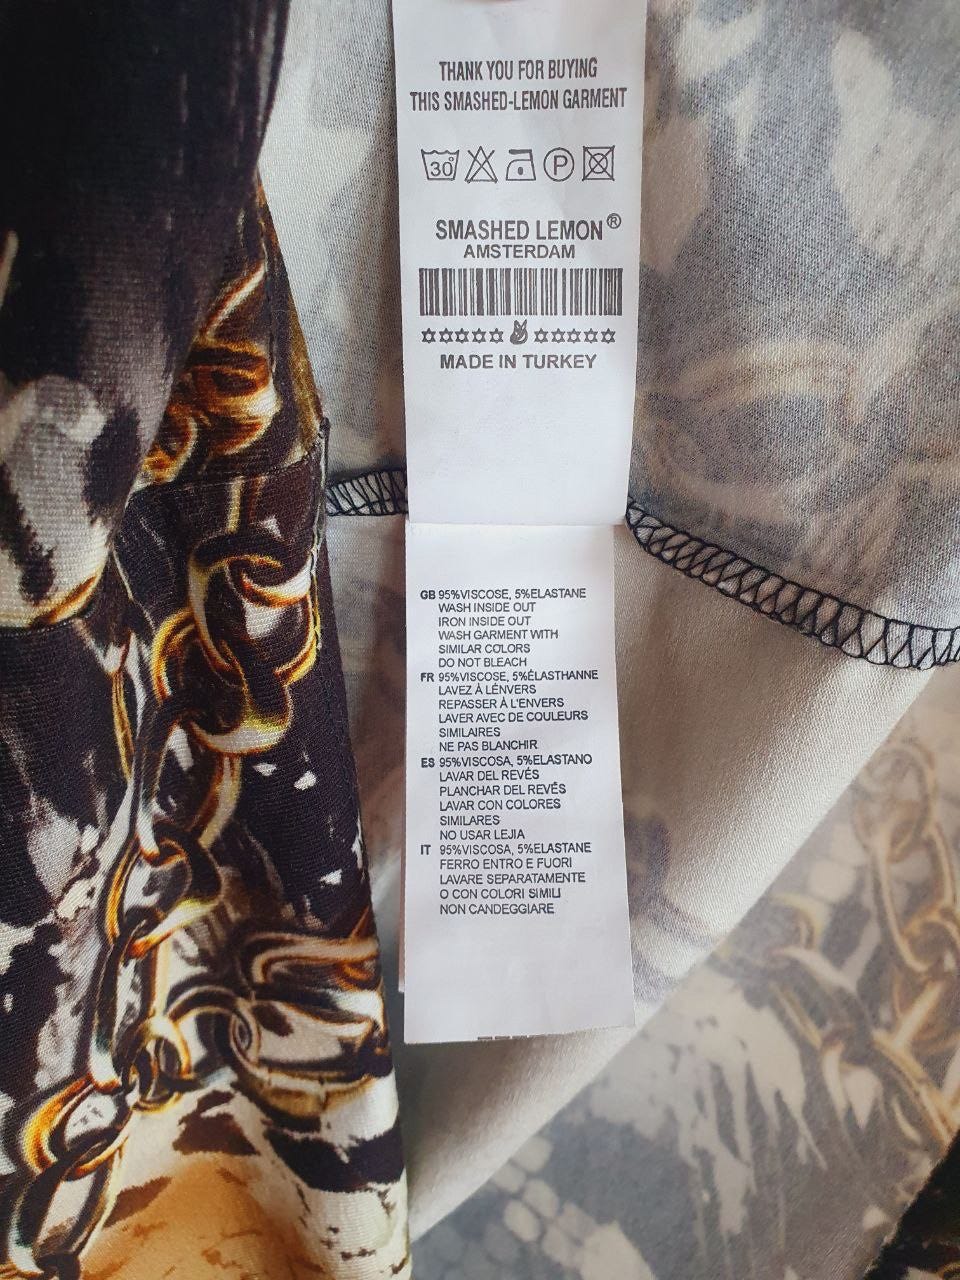 THANK YOU FOR BUYING
THIS SMASHED-LEMON GARMENT
30° P
SMASHED LEMON®
AMSTERDAM
MADE IN TURKEY
GB 95%VISCOSE, 5%ELASTANE
WASH INSIDE OUT
IRON INSIDE OUT
WASH GARMENT WITH
SIMILAR COLORS
DO NOT BLEACH
FR 95%VISCOSE, 5%ÉLASTHANNE
LAVEZ À LÉNVERS
REPASSER À L'ENVERS
LAVER AVEC DE COULEURS
SIMILAIRES
NE PAS BLANCHIR
ES 95%VISCOSA, 5%ELASTANO
LAVAR DEL REVÉS
PLANCHAR DEL REVÉS
LAVAR CON COLORES
SIMILARES
NO USAR LEJIA
IT 95%VISCOSA, 5%ELASTANE
FERRO ENTRO E FUORI
LAVARE SEPARATAMENTE
O CON COLORI SIMILI
NON CANDEGGIARE